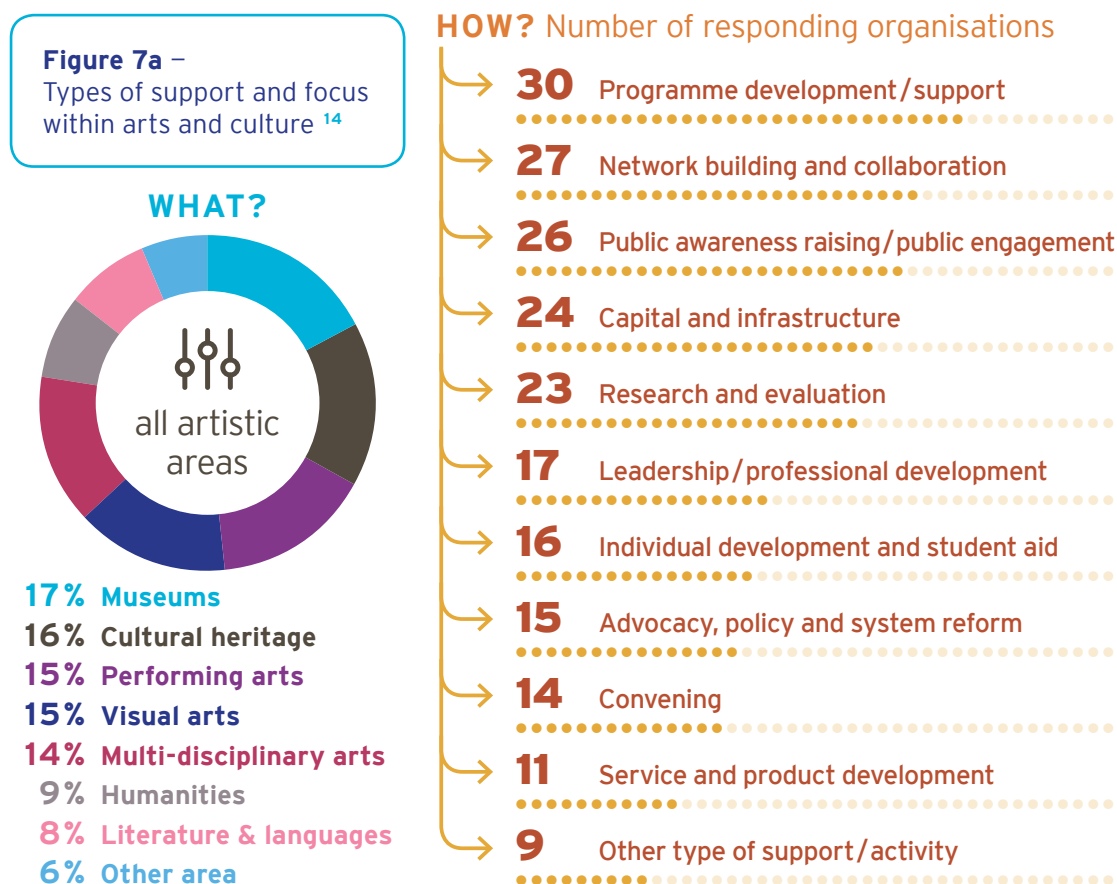 Figure 7a –
Types of support and focus
within arts and culture 14
WHAT?
all artistic
areas
17% Museums
16% Cultural heritage
15% Performing arts
15% Visual arts
14% Multi-disciplinary arts
9% Humanities
8% Literature & languages
6% Other area
HOW? Number of responding organisations
30 Programme development/support
27 Network building and collaboration
26 Public awareness raising/public engagement
24 Capital and infrastructure
23 Research and evaluation
17 Leadership/professional development
16 Individual development and student aid
15 Advocacy, policy and system reform
14 Convening
11 Service and product development
9 Other type of support/activity